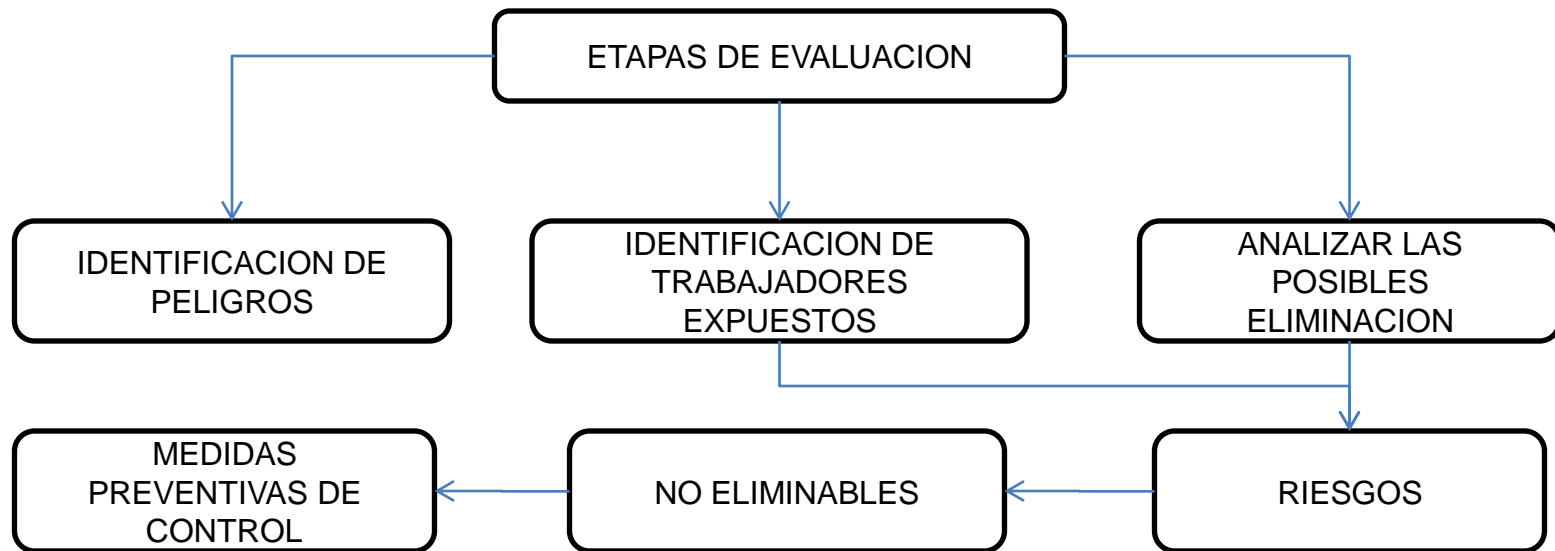 ETAPAS DE EVALUACION
IDENTIFICACION DE
PELIGROS
IDENTIFICACION DE
TRABAJADORES
EXPUESTOS
ANALIZAR LAS
POSIBLES
ELIMINACION
MEDIDAS
PREVENTIVAS DE
CONTROL
NO ELIMINABLES
RIESGOS